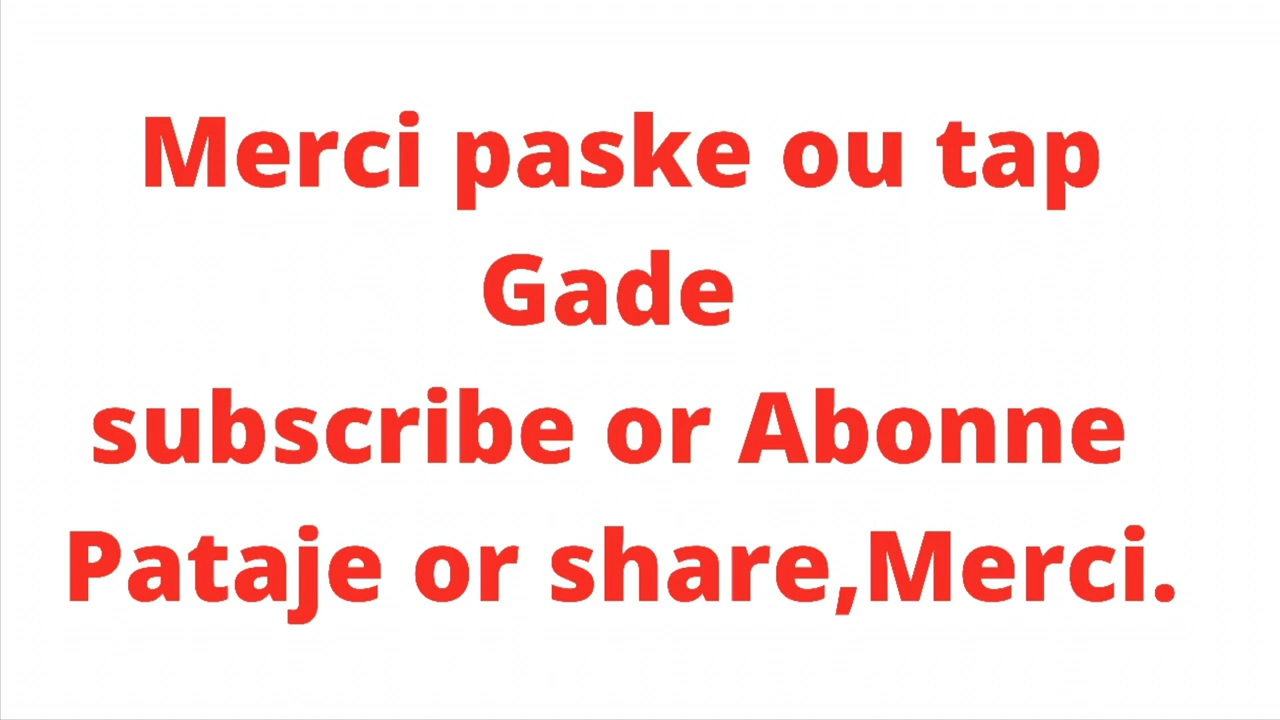 Merci paske ou tap
Gade
subscribe or Abonne
Pataje or share,Merci.